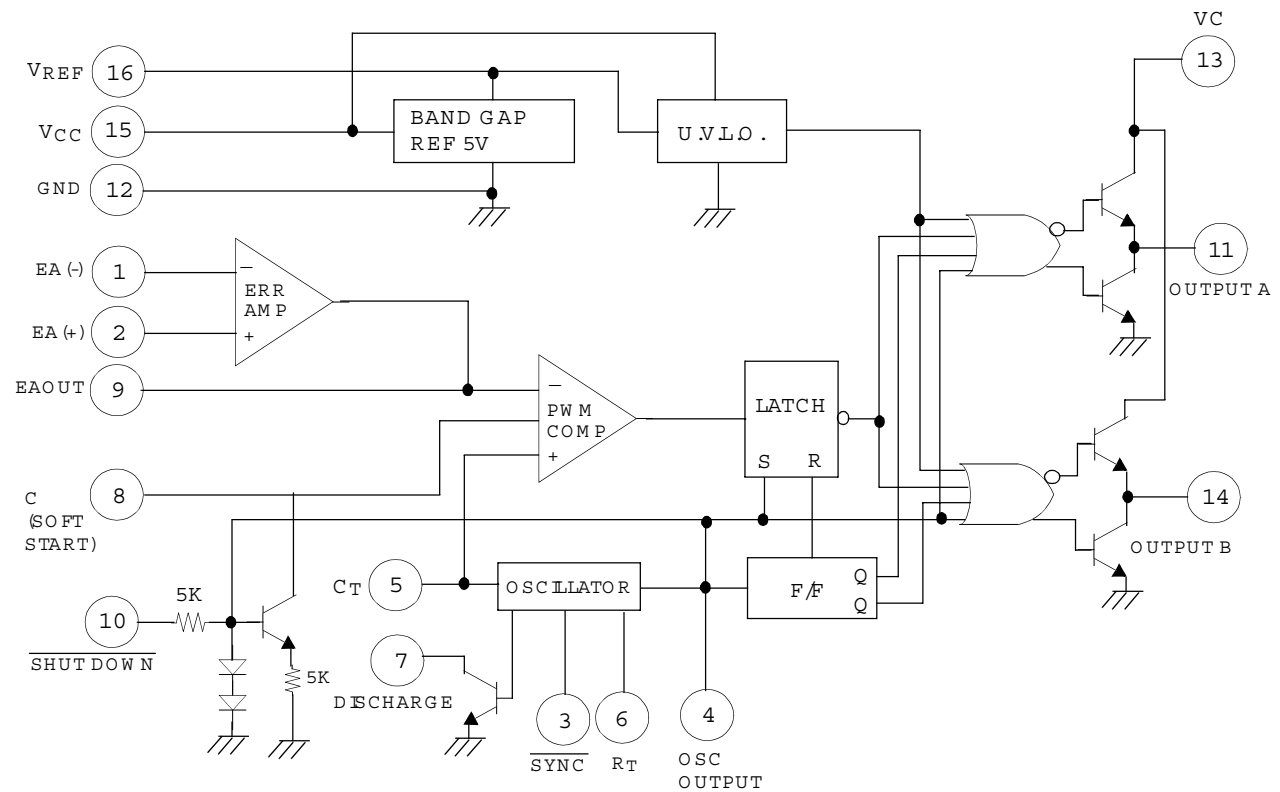 VC
VREF 16
13
BAND GAP
REF 5V
U.V.L.O.
VCC 15
GND 12
EA(-) 1
ERR
AMP
-
+
EA(+) 2
11
OUTPUT A
EAOUT 9
-
PWM
COMP
+
LATCH
S R
C
(SOFT
START)
8
14
OUTPUT B
CT 5
OSCILLATOR
F/F
Q
Q
5K
10
SHUTDOWN
5K
7
DISCHARGE
3
SYNC
6
RT
4
OSC
OUTPUT